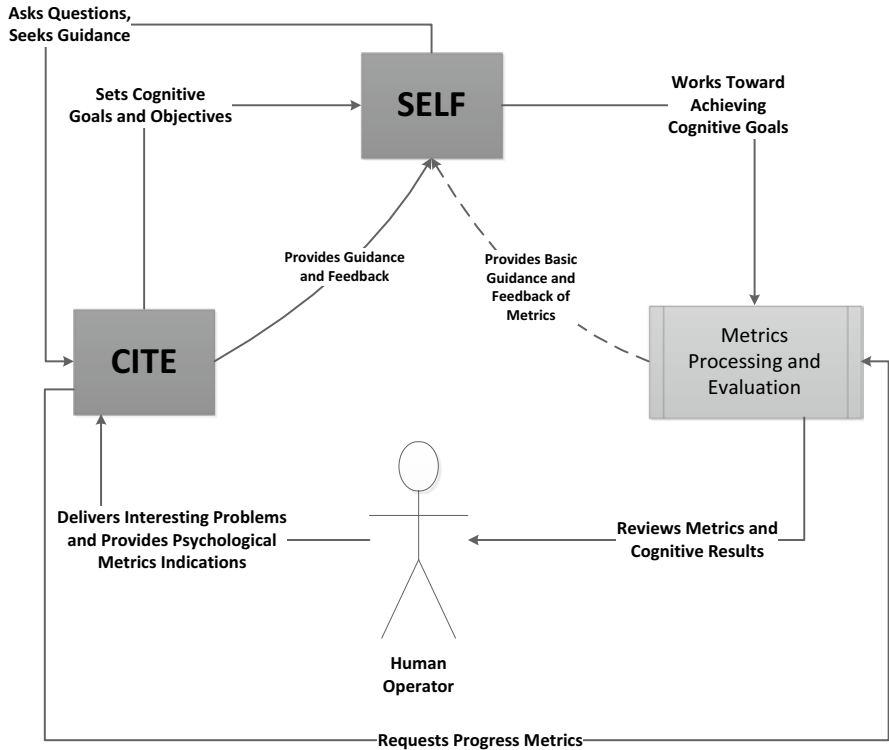 Asks Questions,
Seeks Guidance
Sets Cognitive
Goals and Objectives
SELF
Works Toward
Achieving
Cognitive Goals
Provides Guidance
and Feedback
Provides Basic
Guidance and
Feedback of
Metrics
CITE
Metrics
Processing and
Evaluation
Delivers Interesting Problems
and Provides Psychological
Metrics Indications
Reviews Metrics and
Cognitive Results
Human
Operator
Requests Progress Metrics